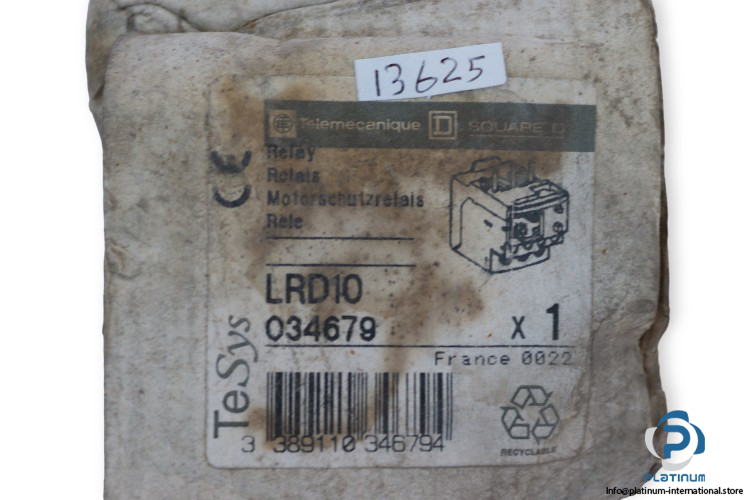 13625
Telemecanique SQUARE D
CE
Relay
Relais
Motorschutzrelais
Rele
LRD10
034679
x 1
France 0022
TeSys
3 389110 346794
RECYCLABLE
PLATINUM
info@platinum-international.store